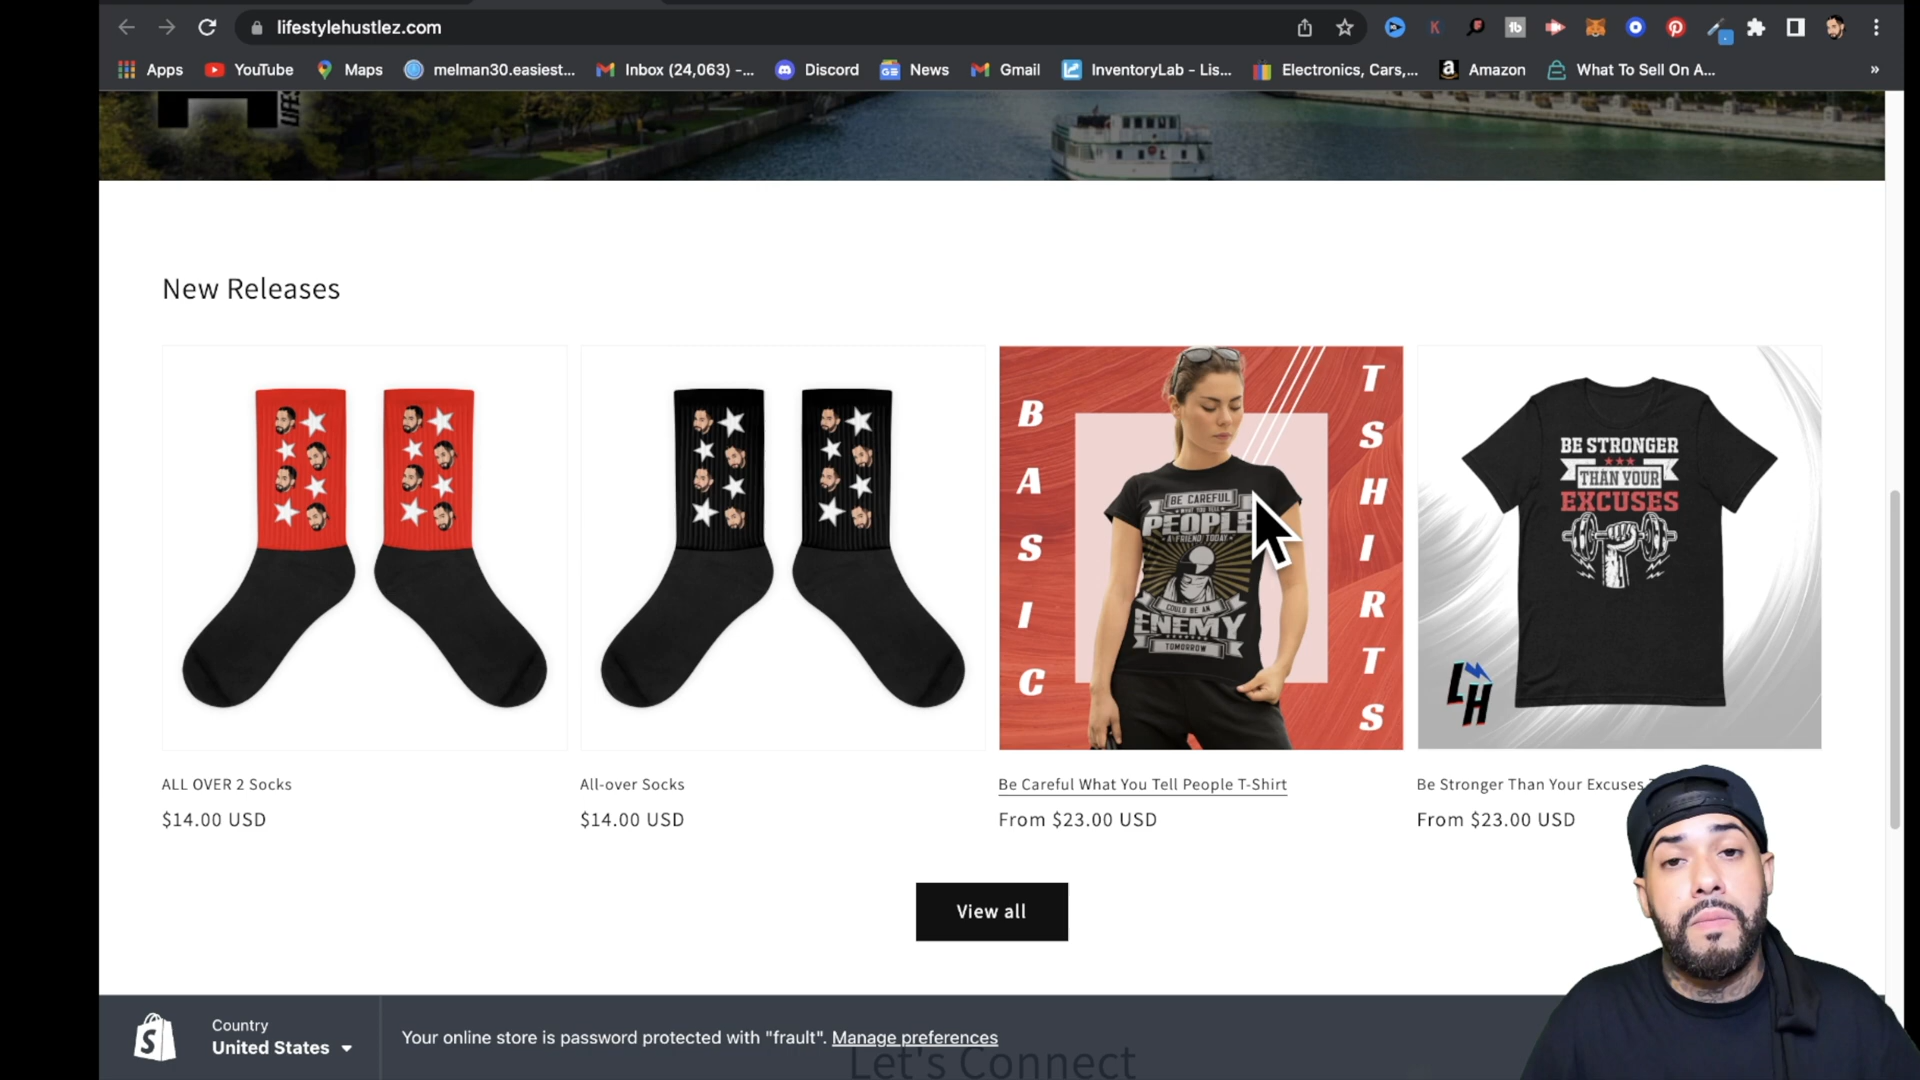 lifestylehustlez.com
Apps
YouTube
Maps
melman30.easiest...
Inbox (24,063) -...
Discord
News
Gmail
InventoryLab - Lis...
Electronics, Cars,...
Amazon
What To Sell On A...
»
New Releases
BASIC
TSHIRTS
BE CAREFUL
WHAT YOU TELL
PEOPLE
A FRIEND TODAY
COULD BE AN
ENEMY
TOMORROW
BE STRONGER
THAN YOUR
EXCUSES
LH
ALL OVER 2 Socks
$14.00 USD
All-over Socks
$14.00 USD
Be Careful What You Tell People T-Shirt
From $23.00 USD
Be Stronger Than Your Excuses
From $23.00 USD
View all
Country
United States
Your online store is password protected with "frault". Manage preferences
Let's Connect